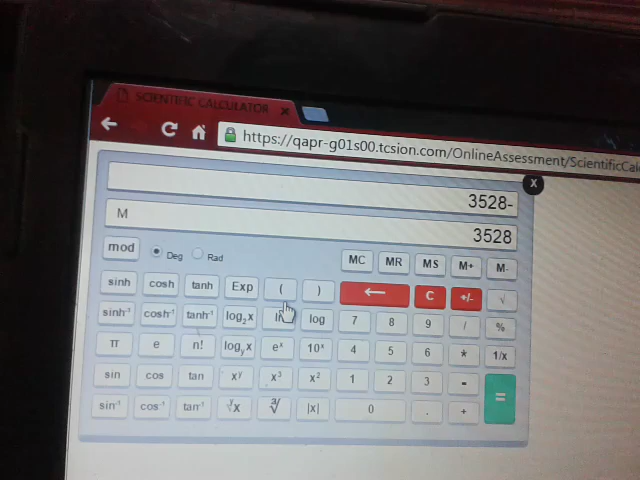 SCIENTIFIC CALCULATOR ×
https://qapr-g01s00.tcsion.com/OnlineAssessment/ScientificCal
X
3528-
M 3528
mod Deg Rad MC MR MS M+ M-
sinh cosh tanh Exp ( ) ← C +/- √
sinh⁻¹ cosh⁻¹ tanh⁻¹ log₂x ln log 7 8 9 / %
π e n! logᵧx eˣ 10ˣ 4 5 6 * 1/x
sin cos tan xʸ x³ x² 1 2 3 - =
sin⁻¹ cos⁻¹ tan⁻¹ ʸ√x ³√ |x| 0 . +